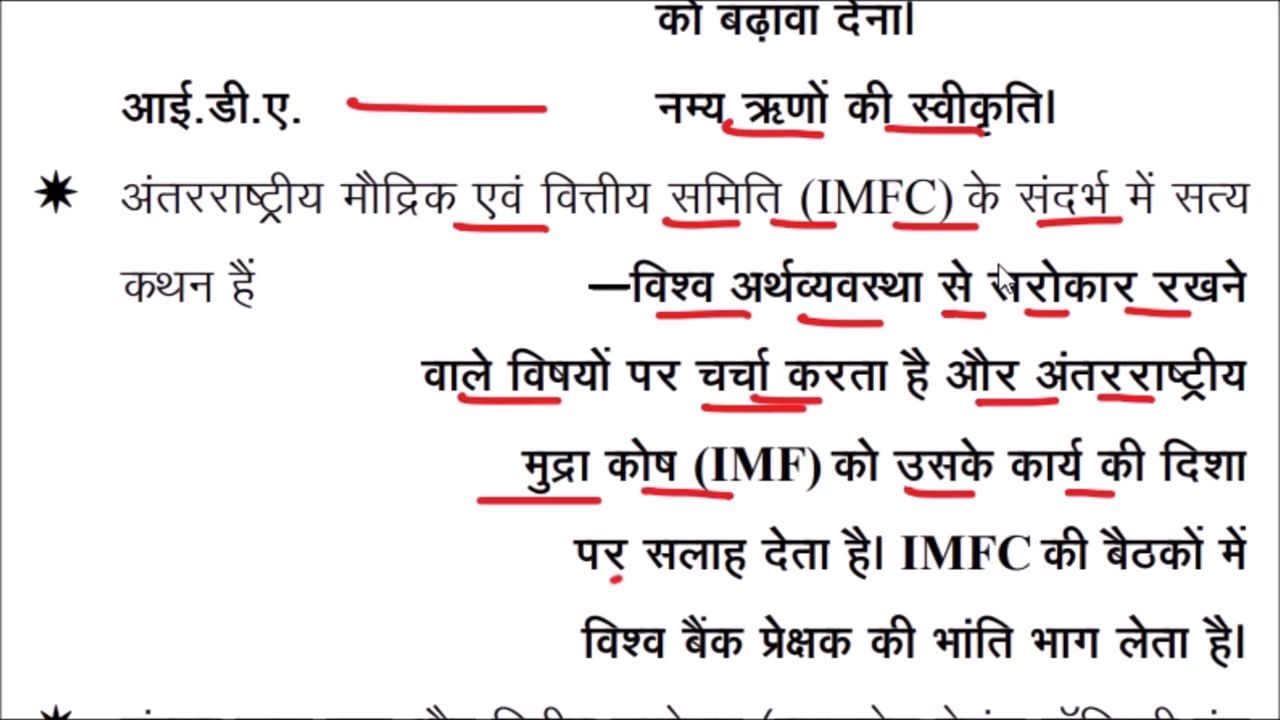 को बढ़ावा देना।
आई.डी.ए. नम्य ऋणों की स्वीकृति।
✷ अंतरराष्ट्रीय मौद्रिक एवं वित्तीय समिति (IMFC) के संदर्भ में सत्य
कथन हैं —विश्व अर्थव्यवस्था से सरोकार रखने
वाले विषयों पर चर्चा करता है और अंतरराष्ट्रीय
मुद्रा कोष (IMF) को उसके कार्य की दिशा
पर सलाह देता है। IMFC की बैठकों में
विश्व बैंक प्रेक्षक की भांति भाग लेता है।